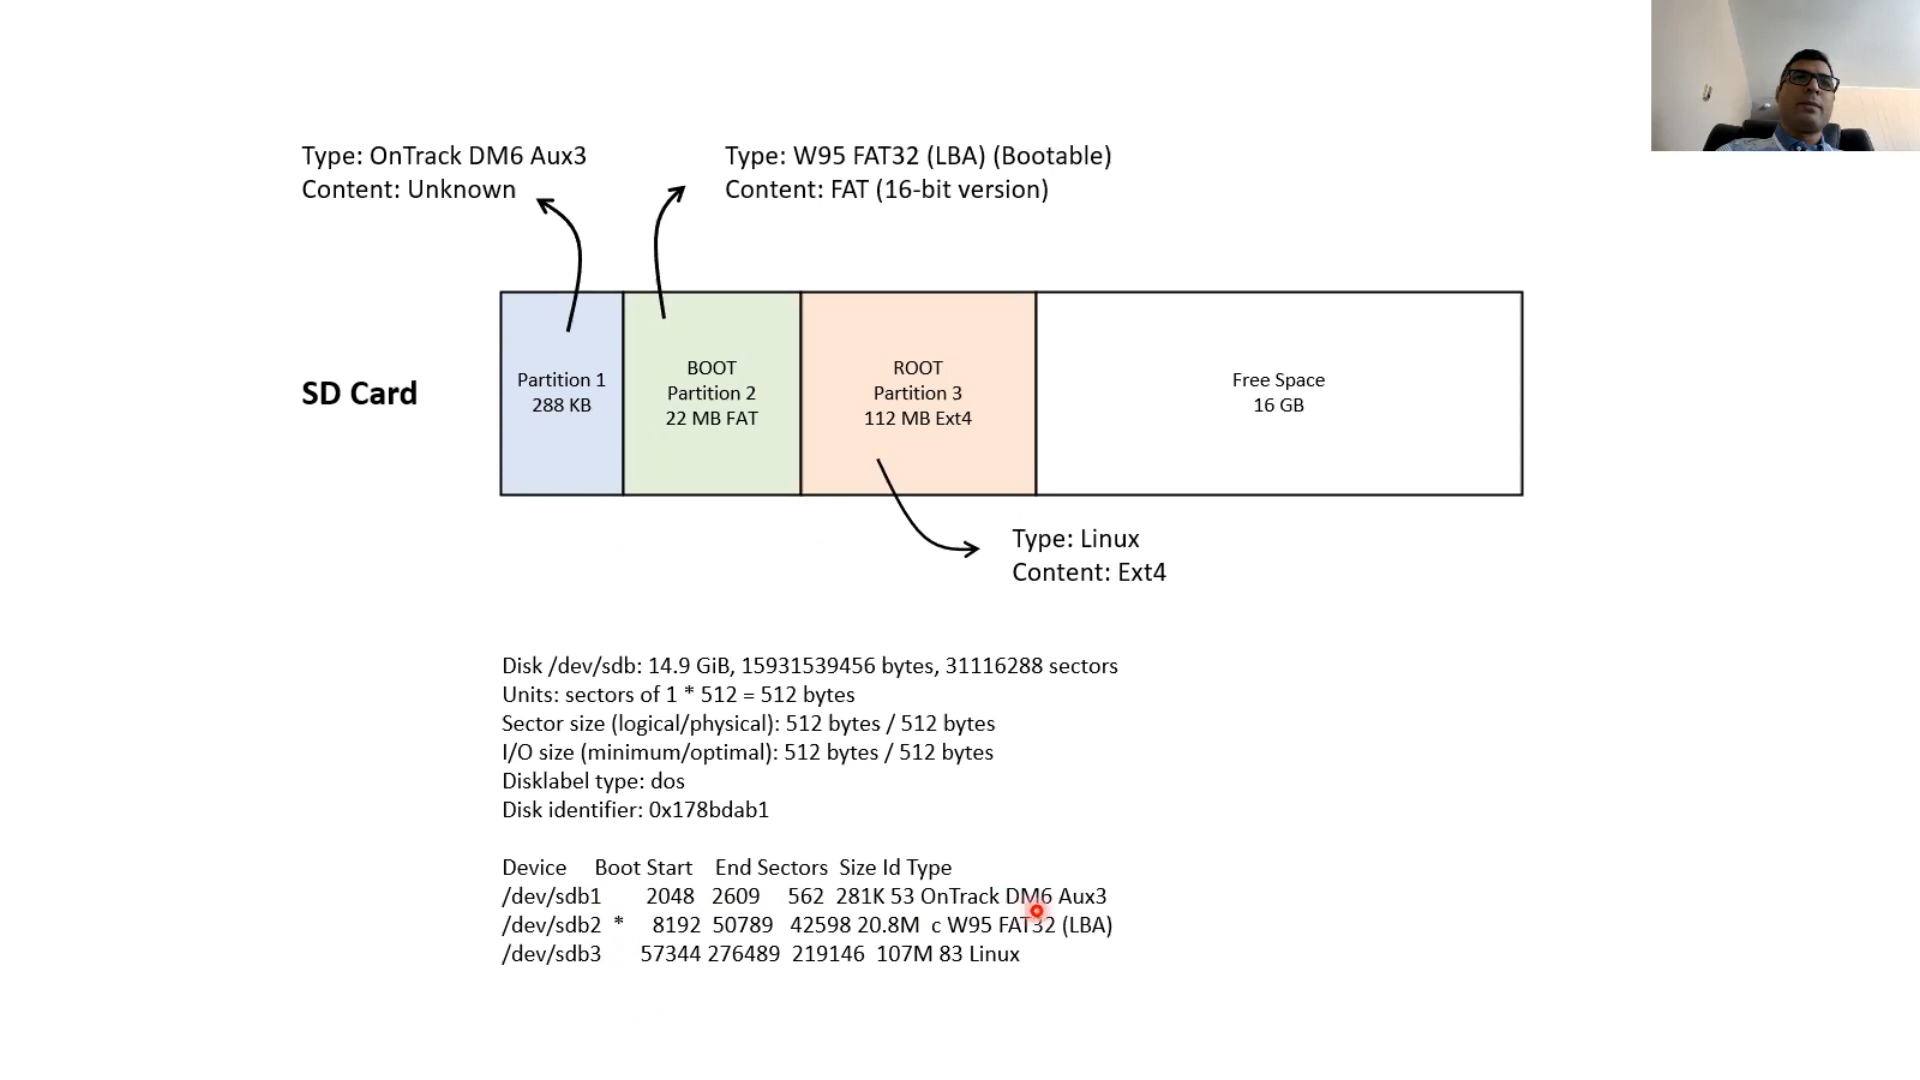 Type: OnTrack DM6 Aux3
Content: Unknown
Type: W95 FAT32 (LBA) (Bootable)
Content: FAT (16-bit version)
SD Card
Partition 1
288 KB
BOOT
Partition 2
22 MB FAT
ROOT
Partition 3
112 MB Ext4
Free Space
16 GB
Type: Linux
Content: Ext4
Disk /dev/sdb: 14.9 GiB, 15931539456 bytes, 31116288 sectors
Units: sectors of 1 * 512 = 512 bytes
Sector size (logical/physical): 512 bytes / 512 bytes
I/O size (minimum/optimal): 512 bytes / 512 bytes
Disklabel type: dos
Disk identifier: 0x178bdab1
Device Boot Start End Sectors Size Id Type
/dev/sdb1 2048 2609 562 281K 53 OnTrack DM6 Aux3
/dev/sdb2 * 8192 50789 42598 20.8M c W95 FAT32 (LBA)
/dev/sdb3 57344 276489 219146 107M 83 Linux